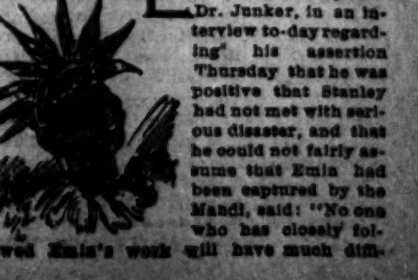 Dr. Junker, in an in-
terview to-day regard-
ing" his assertion
Thursday that he was
positive that Stanley
had not met with seri-
ous disaster, and that
he could not fairly as-
sume that Emin had
been captured by the
Mahdi, said: "No one
who has closely fol-
wed Emin's work will have much diffi-